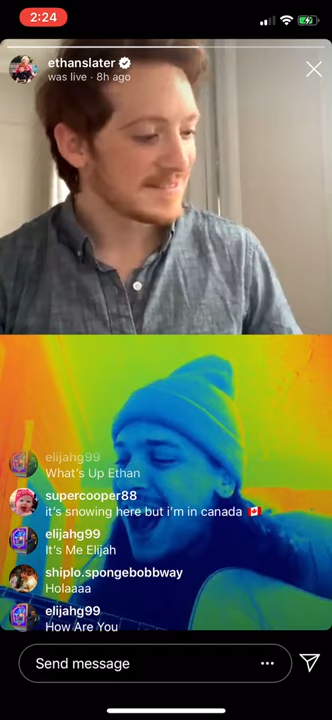 2:24
ethanslater
was live · 8h ago
elijahg99
What's Up Ethan
supercooper88
it's snowing here but i'm in canada 🇨🇦
elijahg99
It's Me Elijah
shiplo.spongebobbway
Holaaaa
elijahg99
How Are You
Send message